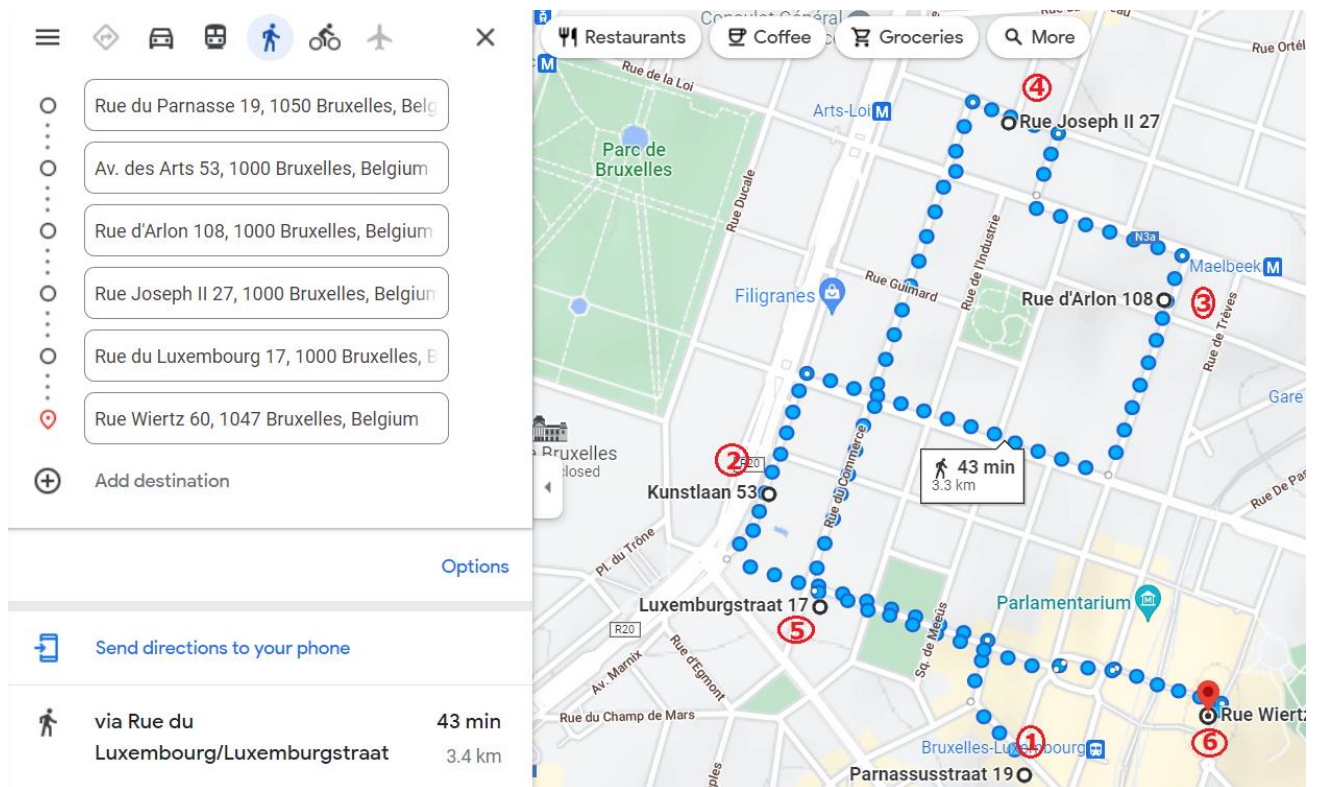 Rue du Parnasse 19, 1050 Bruxelles, Belg
Av. des Arts 53, 1000 Bruxelles, Belgium
Rue d'Arlon 108, 1000 Bruxelles, Belgium
Rue Joseph II 27, 1000 Bruxelles, Belgium
Rue du Luxembourg 17, 1000 Bruxelles, B
Rue Wiertz 60, 1047 Bruxelles, Belgium
Add destination
Options
Send directions to your phone
via Rue du
Luxembourg/Luxemburgstraat
43 min
3.4 km
Restaurants
Coffee
Groceries
More
Consulat Général
Rue Ortél
M
Rue de la Loi
④
Arts-Loi M
Rue Joseph II 27
Parc de
Bruxelles
Rue Ducale
Rue de l'Industrie
N3a
Maelbeek M
Rue Guimard
Filigranes
Rue d'Arlon 108
③
Rue de Trèves
Gare
Bruxelles
closed
②
R20
Rue du Commerce
43 min
3.3 km
Kunstlaan 53
Rue De Pas
Pl. du Trône
Luxemburgstraat 17
Parlamentarium
⑤
R20
Sq. de Meeûs
Av. Marnix
Rue d'Egmont
Rue du Champ de Mars
Rue Wiertz
①
Bruxelles-Luxembourg
⑥
Parnassusstraat 19
ples